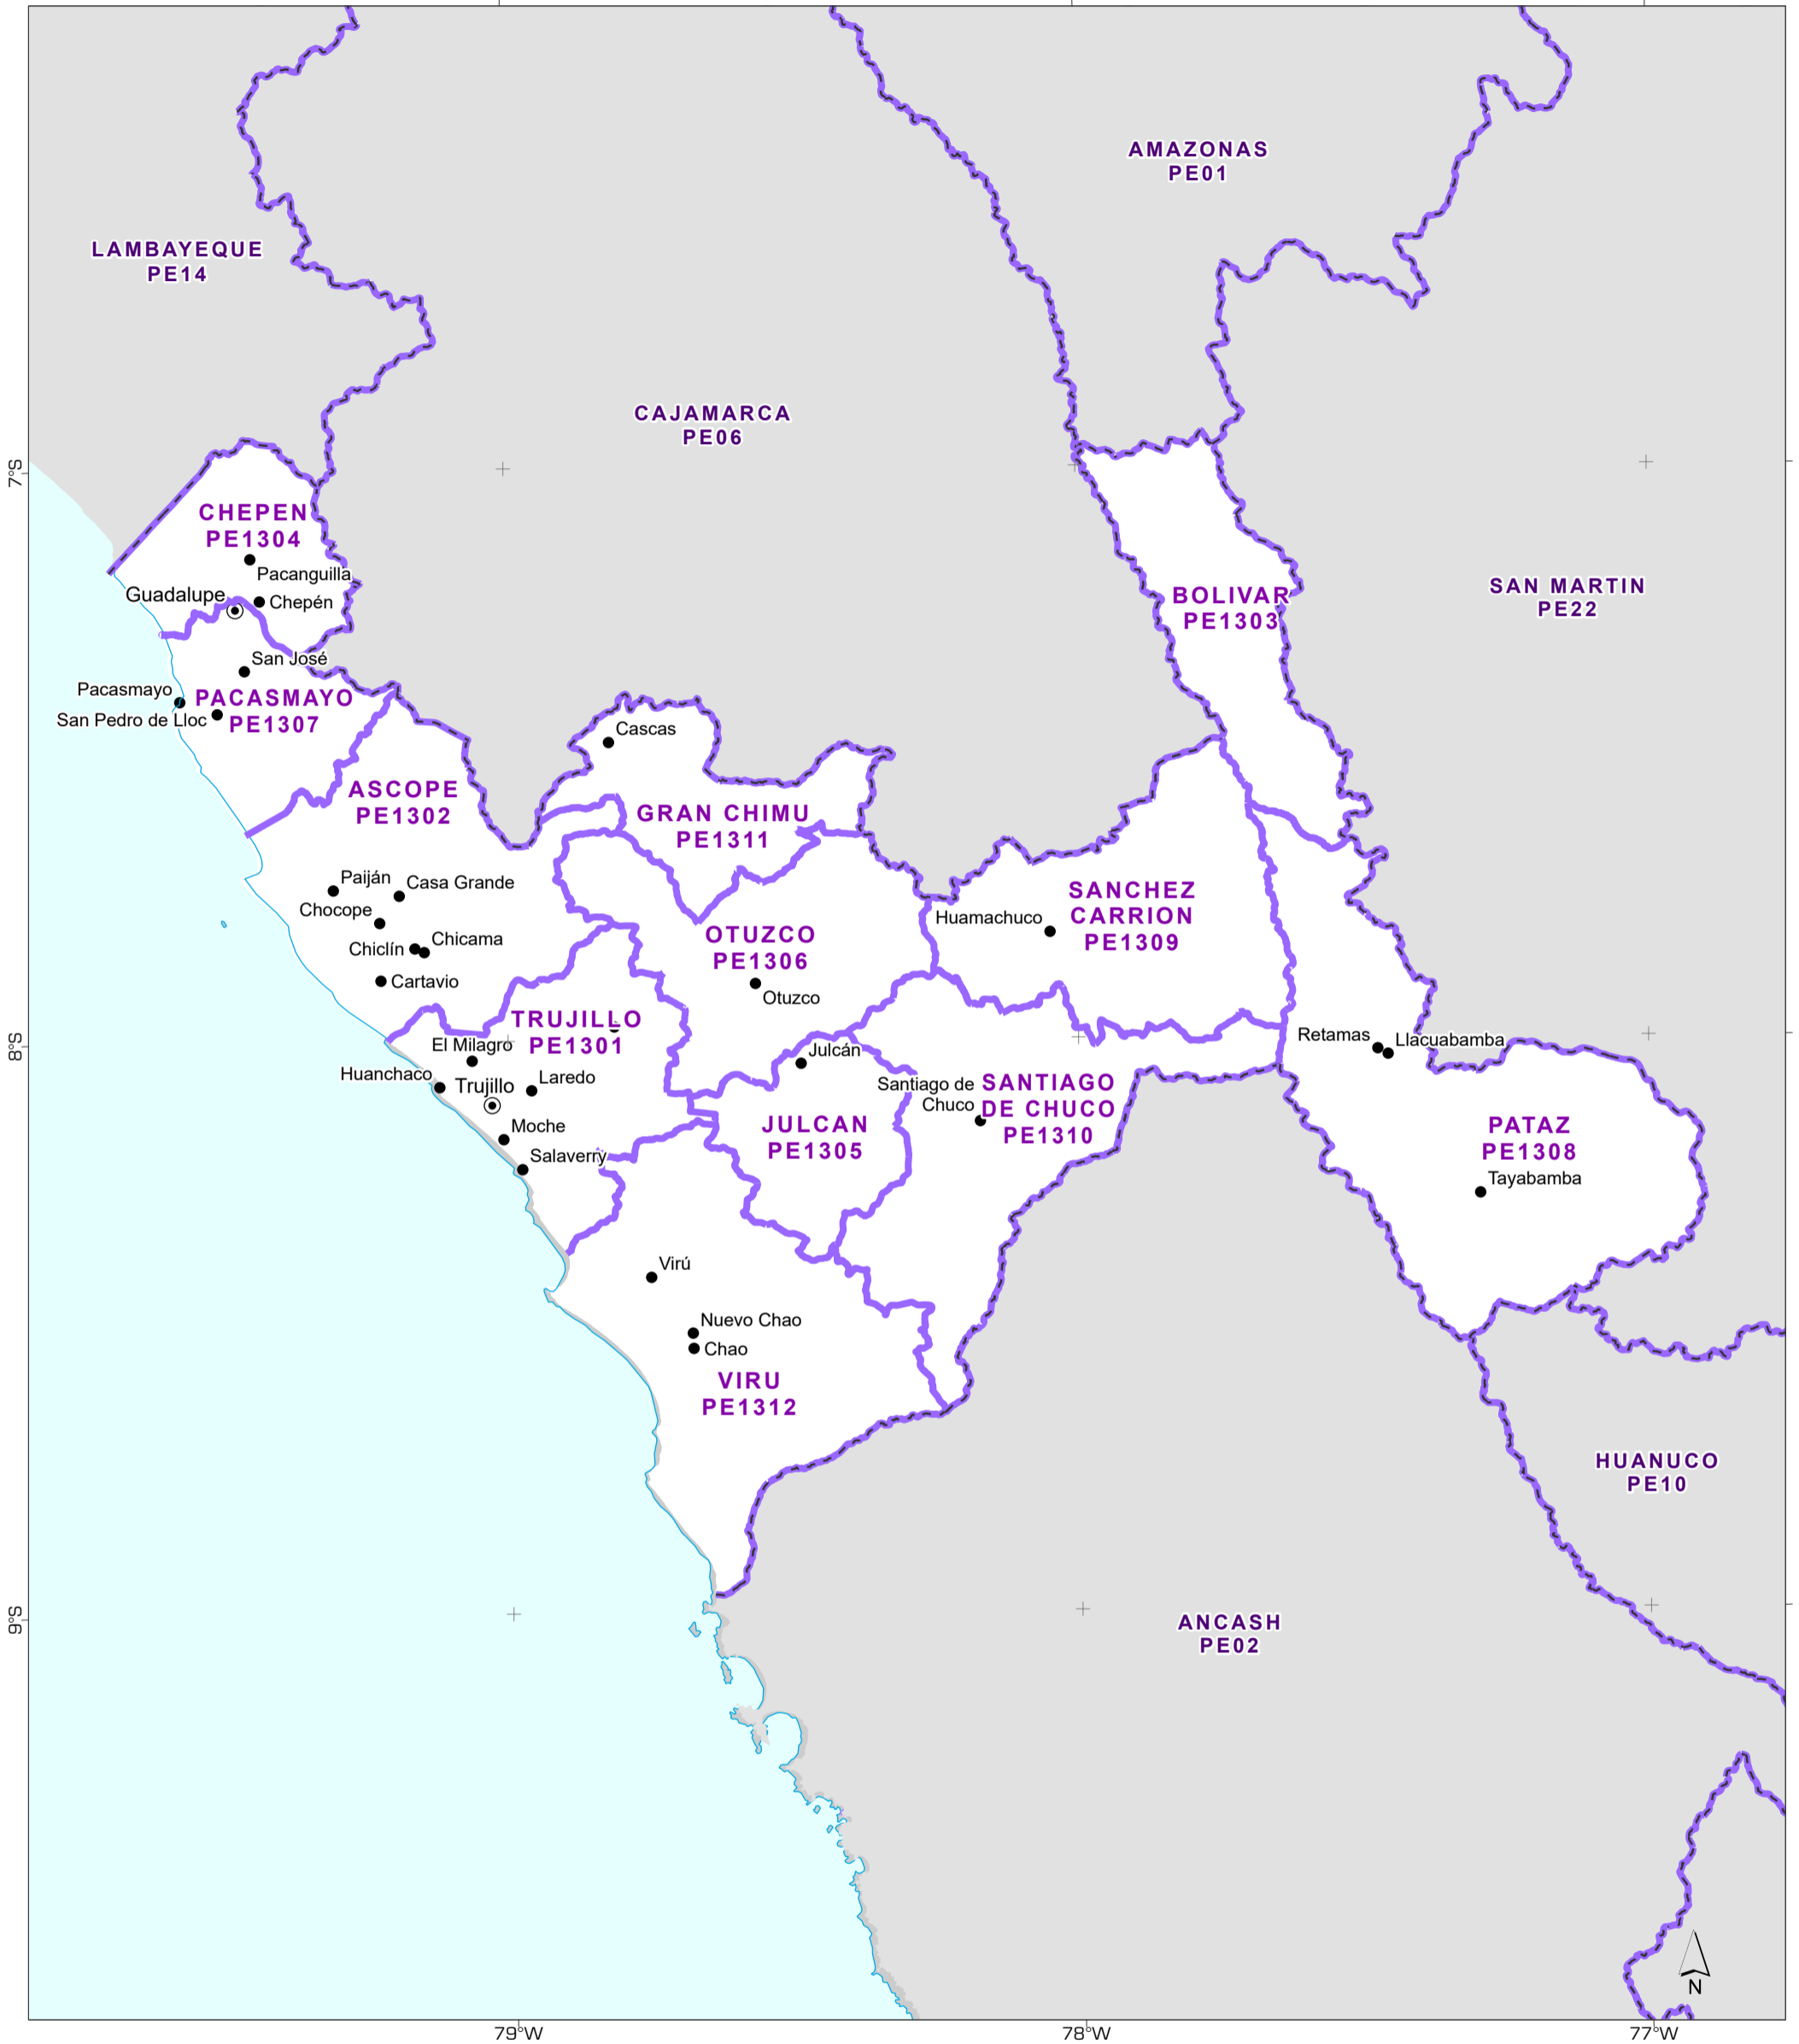 AMAZONAS
PE01
LAMBAYEQUE
PE14
CAJAMARCA
PE06
7°S
CHEPEN
PE1304
Pacanguilla
Guadalupe
Chepén
BOLIVAR
PE1303
SAN MARTIN
PE22
San José
Pacasmayo
PACASMAYO
PE1307
San Pedro de Lloc
Cascas
ASCOPE
PE1302
GRAN CHIMU
PE1311
Paiján
Casa Grande
Chocope
Chiclín
Chicama
Cartavio
SANCHEZ
CARRION
PE1309
Huamachuco
OTUZCO
PE1306
Otuzco
TRUJILLO
PE1301
El Milagro
8°S
Huanchaco
Trujillo
Laredo
Moche
Salaverry
Julcán
JULCAN
PE1305
Santiago de
Chuco
SANTIAGO
DE CHUCO
PE1310
Retamas
Llacuabamba
PATAZ
PE1308
Tayabamba
Virú
Nuevo Chao
Chao
VIRU
PE1312
HUANUCO
PE10
9°S
ANCASH
PE02
N
79°W
78°W
77°W